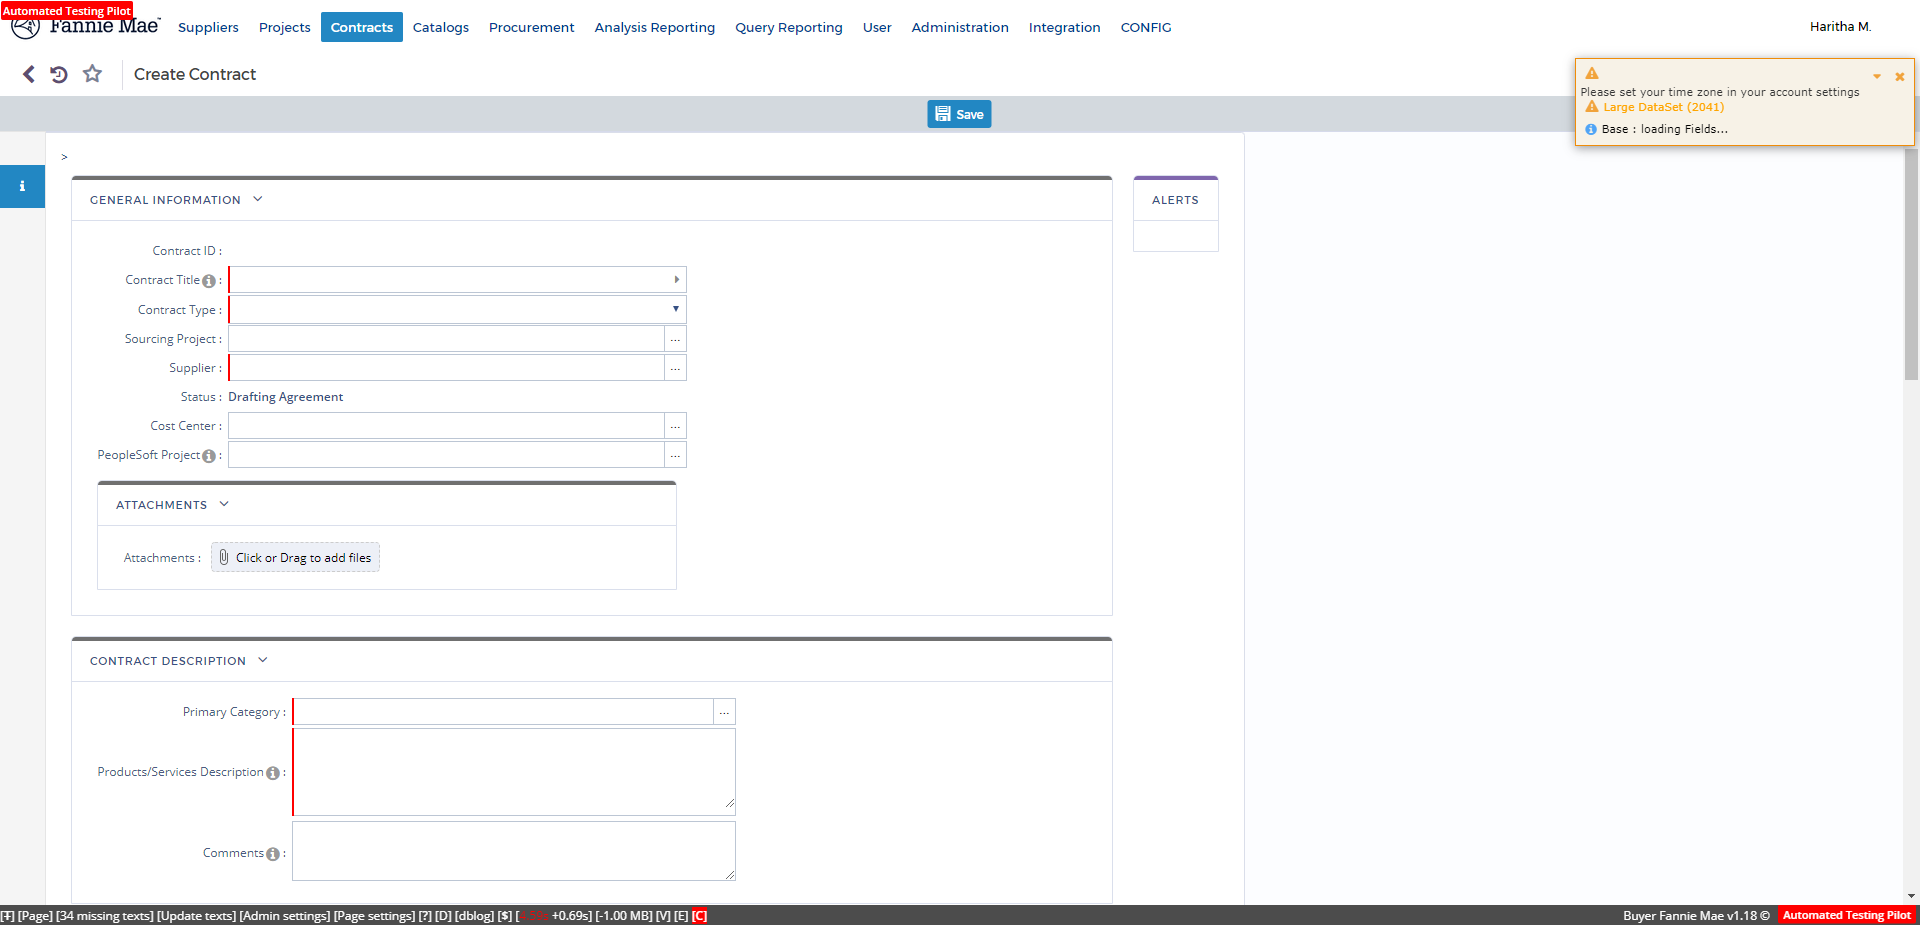 Automated Testing Pilot
Fannie Mae
Suppliers Projects Contracts Catalogs Procurement Analysis Reporting Query Reporting User Administration Integration CONFIG
Haritha M.
Create Contract
Please set your time zone in your account settings
Large DataSet (2041)
Base : loading Fields...
Save
>
GENERAL INFORMATION
ALERTS
Contract ID :
Contract Title :
Contract Type :
Sourcing Project : ...
Supplier : ...
Status : Drafting Agreement
Cost Center : ...
PeopleSoft Project : ...
ATTACHMENTS
Attachments : Click or Drag to add files
CONTRACT DESCRIPTION
Primary Category : ...
Products/Services Description :
Comments :
[T] [Page] [34 missing texts] [Update texts] [Admin settings] [Page settings] [?] [D] [dblog] [$] [ +0.69s] [-1.00 MB] [V] [E] [C]
Buyer Fannie Mae v1.18 © Automated Testing Pilot